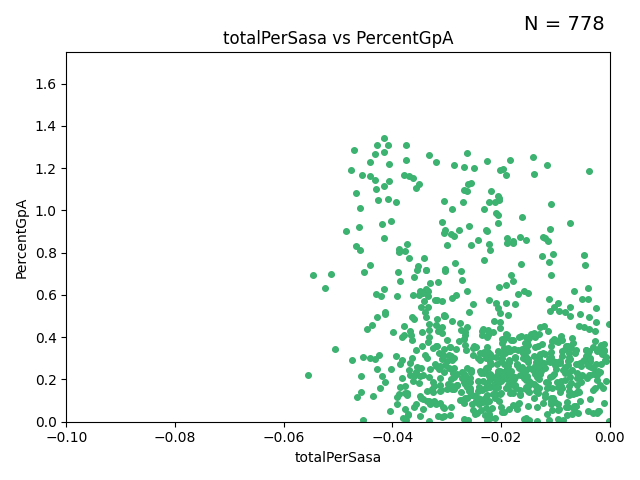 N = 778
totalPerSasa vs PercentGpA
PercentGpA
1.6
1.4
1.2
1.0
0.8
0.6
0.4
0.2
0.0
−0.10 −0.08 −0.06 −0.04 −0.02 0.00
totalPerSasa